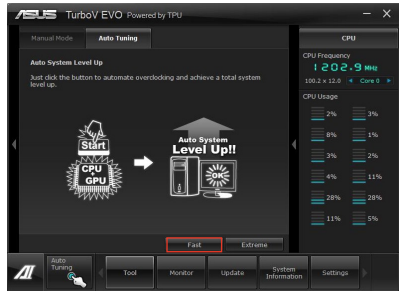 ASUS TurboV EVO Powered by TPU
Manual Mode
Auto Tuning
CPU
Auto System Level Up
Just click the button to automate overclocking and achieve a total system
level up.
Start
CPU
+
GPU
Auto System
Level Up!!
OK
Fast
Extreme
CPU Frequency
1202.9 MHz
100.2 x 12.0
Core 0
CPU Usage
2%
3%
8%
1%
3%
2%
4%
11%
28%
28%
11%
5%
Auto
Tuning
Tool
Monitor
Update
System
Information
Settings